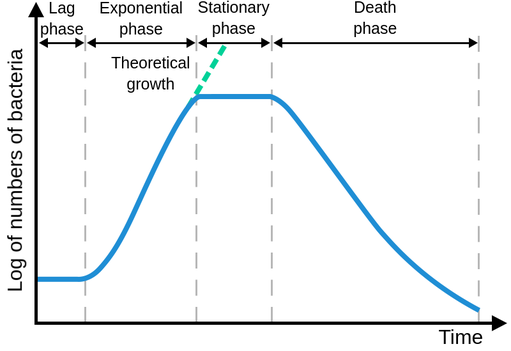 Lag
phase
Exponential
phase
Stationary
phase
Death
phase
Theoretical
growth
Log of numbers of bacteria
Time